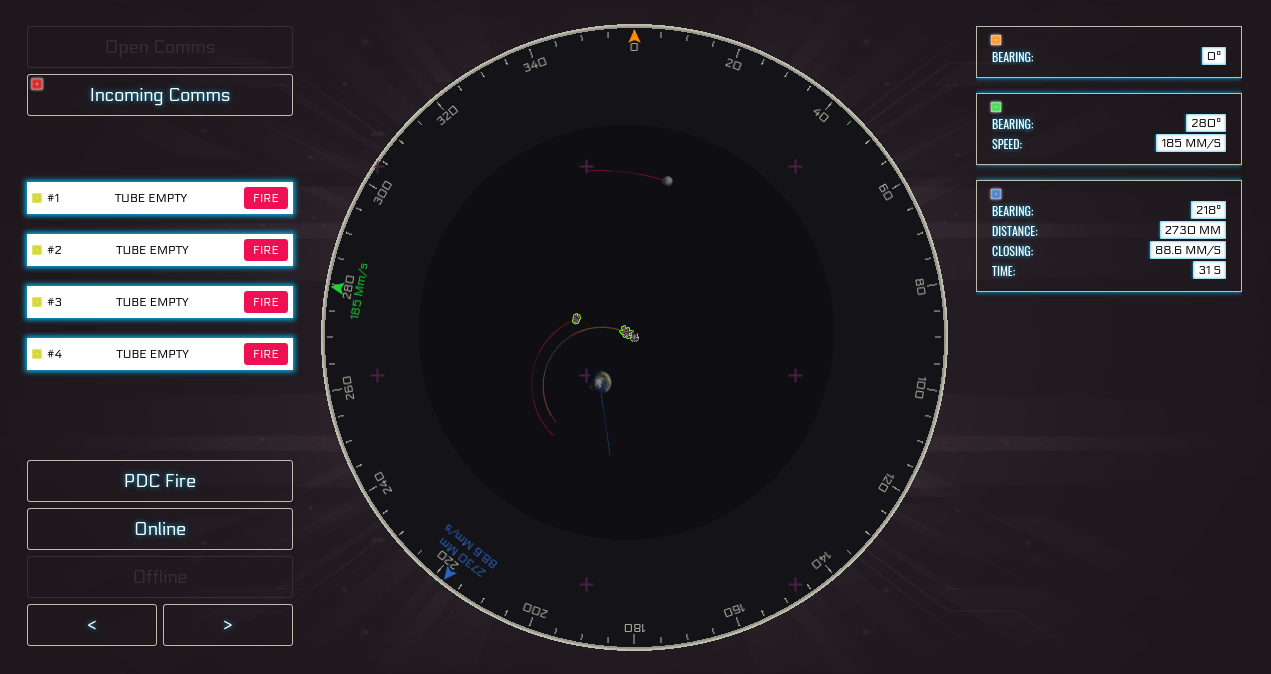 Open Comms
Incoming Comms
#1 TUBE EMPTY FIRE
#2 TUBE EMPTY FIRE
#3 TUBE EMPTY FIRE
#4 TUBE EMPTY FIRE
PDC Fire
Online
Offline
< >
0
20
40
60
80
100
120
140
160
180
200
220
240
260
280
300
320
340
185 Mm/s
2730 Mm
88.6 Mm/s
BEARING: 0°
BEARING: 280°
SPEED: 185 MM/S
BEARING: 218°
DISTANCE: 2730 MM
CLOSING: 88.6 MM/S
TIME: 31 S